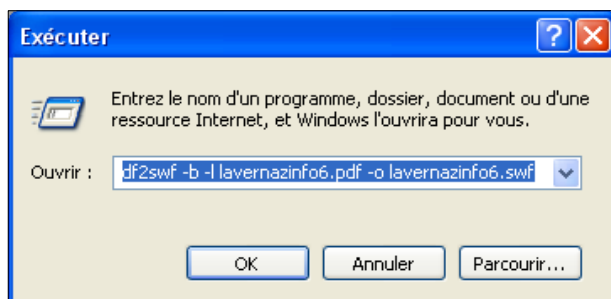 Exécuter
Entrez le nom d'un programme, dossier, document ou d'une
ressource Internet, et Windows l'ouvrira pour vous.
Ouvrir : df2swf -b -l lavernazinfo6.pdf -o lavernazinfo6.swf
OK Annuler Parcourir...